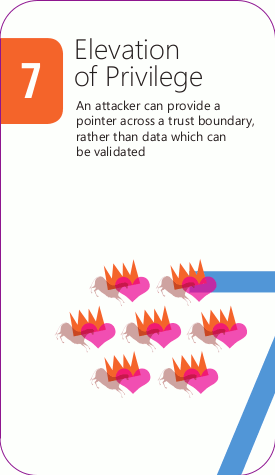 7
Elevation
of Privilege
An attacker can provide a
pointer across a trust boundary,
rather than data which can
be validated